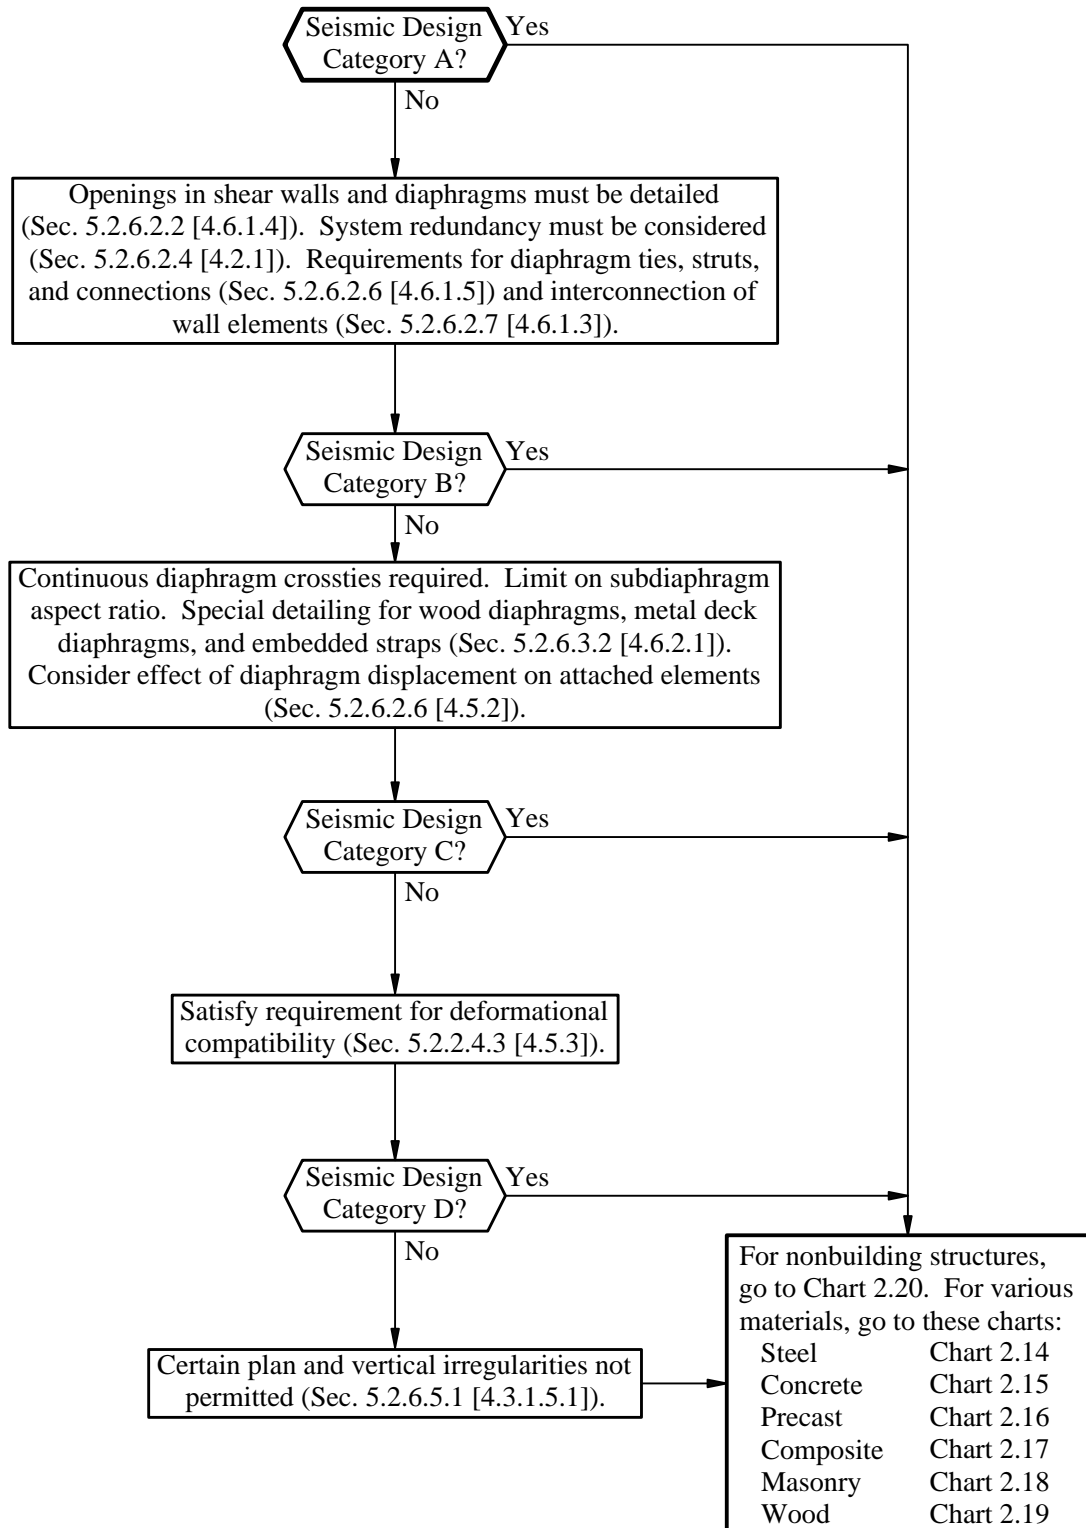 Seismic Design
Category A?
Yes
No
Openings in shear walls and diaphragms must be detailed
(Sec. 5.2.6.2.2 [4.6.1.4]).  System redundancy must be considered
(Sec. 5.2.6.2.4 [4.2.1]).  Requirements for diaphragm ties, struts,
and connections (Sec. 5.2.6.2.6 [4.6.1.5]) and interconnection of
wall elements (Sec. 5.2.6.2.7 [4.6.1.3]).
Seismic Design
Category B?
Yes
No
Continuous diaphragm crossties required.  Limit on subdiaphragm
aspect ratio.  Special detailing for wood diaphragms, metal deck
diaphragms, and embedded straps (Sec. 5.2.6.3.2 [4.6.2.1]).
Consider effect of diaphragm displacement on attached elements
(Sec. 5.2.6.2.6 [4.5.2]).
Seismic Design
Category C?
Yes
No
Satisfy requirement for deformational
compatibility (Sec. 5.2.2.4.3 [4.5.3]).
Seismic Design
Category D?
Yes
No
Certain plan and vertical irregularities not
permitted (Sec. 5.2.6.5.1 [4.3.1.5.1]).
For nonbuilding structures,
go to Chart 2.20.  For various
materials, go to these charts:
Steel Chart 2.14
Concrete Chart 2.15
Precast Chart 2.16
Composite Chart 2.17
Masonry Chart 2.18
Wood Chart 2.19